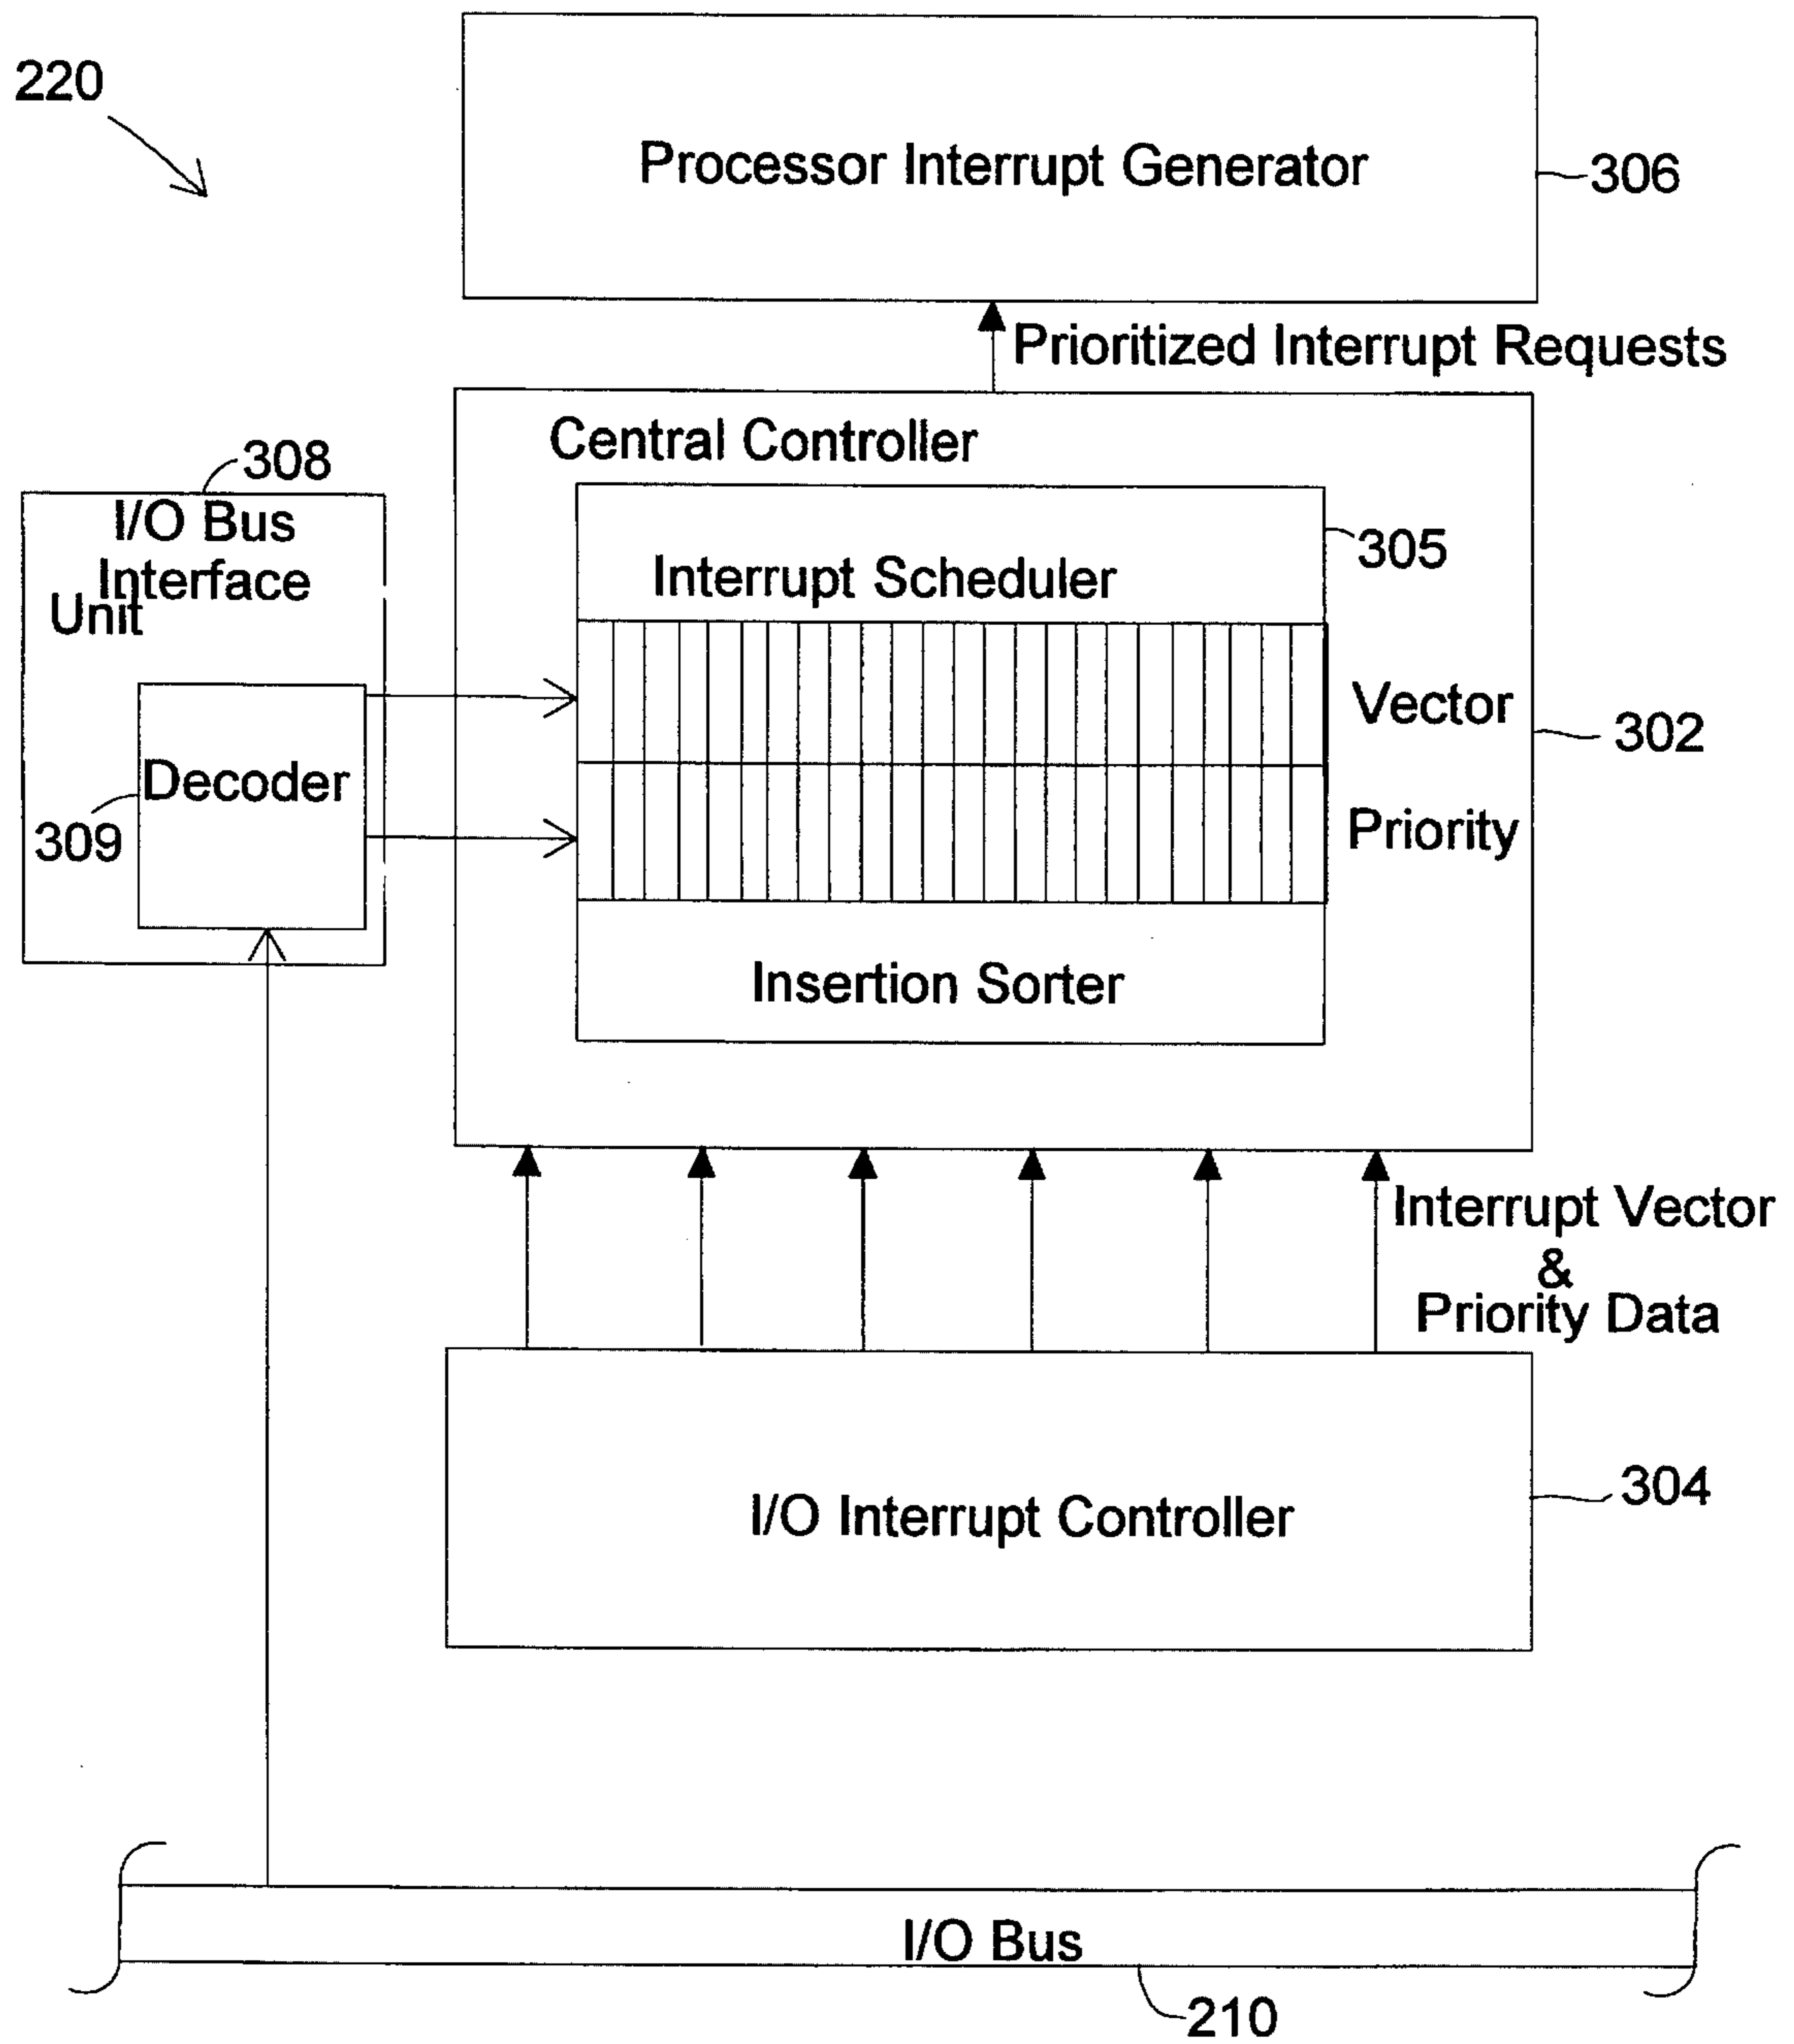 220
Processor Interrupt Generator
306
Prioritized Interrupt Requests
Central Controller
308
I/O Bus
Interface
Unit
305
Interrupt Scheduler
Vector
302
Decoder
Priority
309
Insertion Sorter
Interrupt Vector
&
Priority Data
304
I/O Interrupt Controller
I/O Bus
210